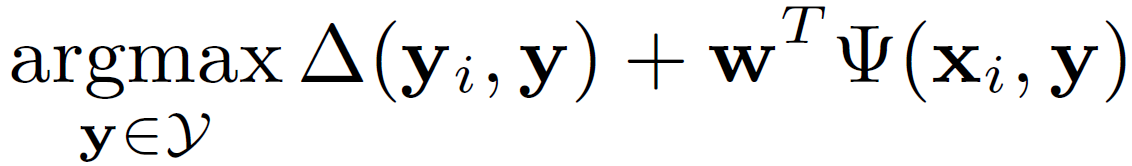 argmax Δ(yᵢ, y) + wᵀΨ(xᵢ, y)
y∈𝒴